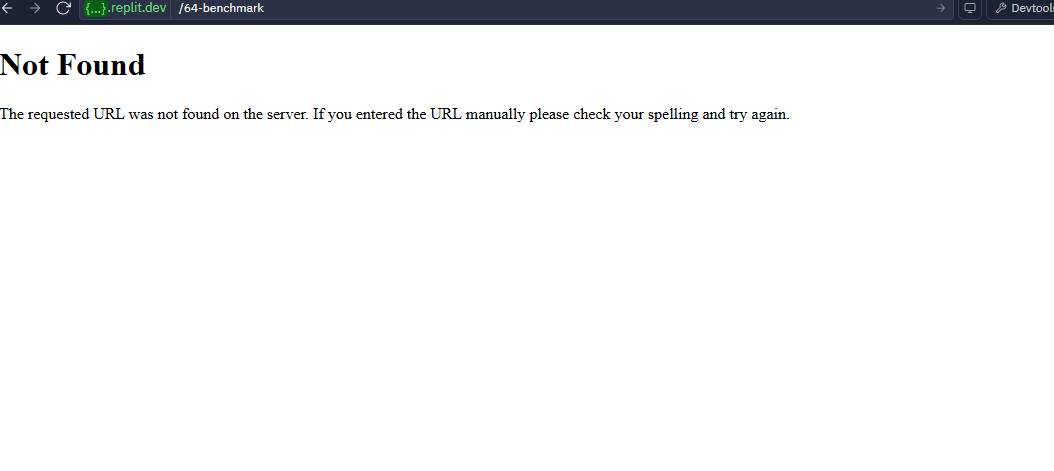 {...}.replit.dev /64-benchmark Devtools
Not Found
The requested URL was not found on the server. If you entered the URL manually please check your spelling and try again.